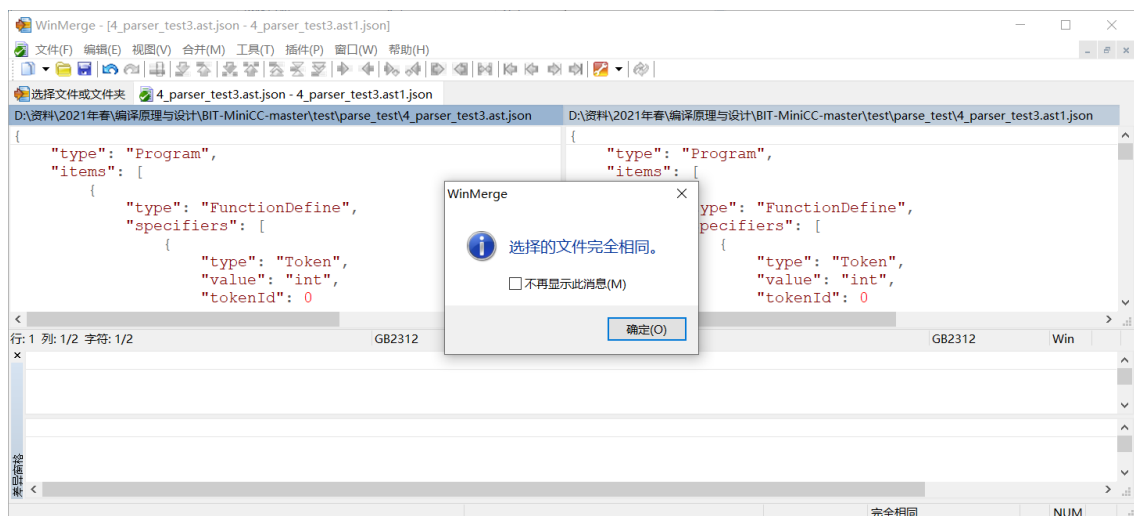 WinMerge - [4_parser_test3.ast.json - 4_parser_test3.ast1.json]
文件(F) 编辑(E) 视图(V) 合并(M) 工具(T) 插件(P) 窗口(W) 帮助(H)
选择文件或文件夹 4_parser_test3.ast.json - 4_parser_test3.ast1.json
D:\资料\2021年春\编译原理与设计\BIT-MiniCC-master\test\parse_test\4_parser_test3.ast.json
{
"type": "Program",
"items": [
{
"type": "FunctionDefine",
"specifiers": [
{
"type": "Token",
"value": "int",
"tokenId": 0
D:\资料\2021年春\编译原理与设计\BIT-MiniCC-master\test\parse_test\4_parser_test3.ast1.json
{
"type": "Program",
"items": [
ype": "FunctionDefine",
pecifiers": [
{
"type": "Token",
"value": "int",
"tokenId": 0
WinMerge
选择的文件完全相同。
不再显示此消息(M)
确定(O)
行: 1 列: 1/2 字符: 1/2 GB2312
GB2312 Win
差异窗格
完全相同 NUM